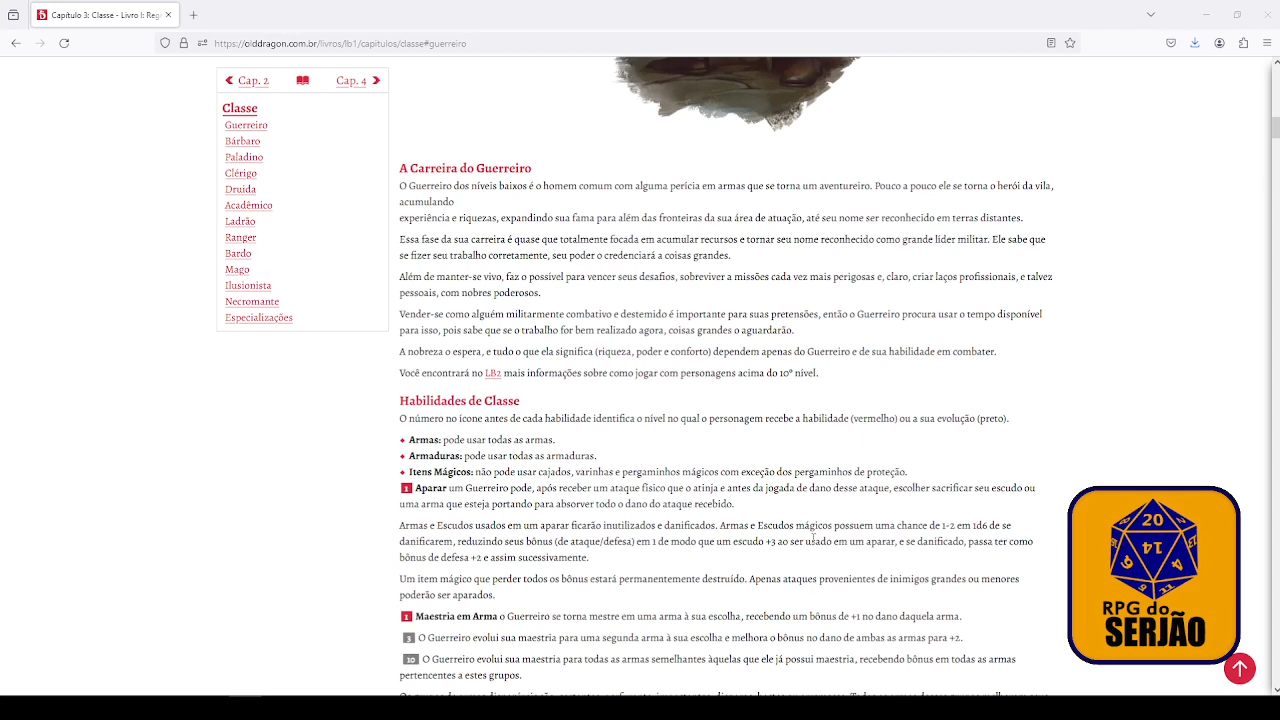 Capítulo 3: Classe - Livro I: Reg
https://olddragon.com.br/livros/lb1/capitulos/classe#guerreiro
Cap. 2
Cap. 4
Classe
Guerreiro
Bárbaro
Paladino
Clérigo
Druida
Acadêmico
Ladrão
Ranger
Bardo
Mago
Ilusionista
Necromante
Especializações
A Carreira do Guerreiro
O Guerreiro dos níveis baixos é o homem comum com alguma perícia em armas que se torna um aventureiro. Pouco a pouco ele se torna o herói da vila,
acumulando
experiência e riquezas, expandindo sua fama para além das fronteiras da sua área de atuação, até seu nome ser reconhecido em terras distantes.
Essa fase da sua carreira é quase que totalmente focada em acumular recursos e tornar seu nome reconhecido como grande líder militar. Ele sabe que
se fizer seu trabalho corretamente, seu poder o credenciará a coisas grandes.
Além de manter-se vivo, faz o possível para vencer seus desafios, sobreviver a missões cada vez mais perigosas e, claro, criar laços profissionais, e talvez
pessoais, com nobres poderosos.
Vender-se como alguém militarmente combativo e destemido é importante para suas pretensões, então o Guerreiro procura usar o tempo disponível
para isso, pois sabe que se o trabalho for bem realizado agora, coisas grandes o aguardarão.
A nobreza o espera, e tudo o que ela significa (riqueza, poder e conforto) dependem apenas do Guerreiro e de sua habilidade em combater.
Você encontrará no LB2 mais informações sobre como jogar com personagens acima do 10º nível.
Habilidades de Classe
O número no ícone antes de cada habilidade identifica o nível no qual o personagem recebe a habilidade (vermelho) ou a sua evolução (preto).
Armas: pode usar todas as armas.
Armaduras: pode usar todas as armaduras.
Itens Mágicos: não pode usar cajados, varinhas e pergaminhos mágicos com exceção dos pergaminhos de proteção.
1 Aparar um Guerreiro pode, após receber um ataque físico que o atinja e antes da jogada de dano desse ataque, escolher sacrificar seu escudo ou
uma arma que esteja portando para absorver todo o dano do ataque recebido.
Armas e Escudos usados em um aparar ficarão inutilizados e danificados. Armas e Escudos mágicos possuem uma chance de 1-2 em 1d6 de se
danificarem, reduzindo seus bônus (de ataque/defesa) em 1 de modo que um escudo +3 ao ser usado em um aparar, e se danificado, passa ter como
bônus de defesa +2 e assim sucessivamente.
Um item mágico que perder todos os bônus estará permanentemente destruído. Apenas ataques provenientes de inimigos grandes ou menores
poderão ser aparados.
1 Maestria em Arma o Guerreiro se torna mestre em uma arma à sua escolha, recebendo um bônus de +1 no dano daquela arma.
3 O Guerreiro evolui sua maestria para uma segunda arma à sua escolha e melhora o bônus no dano de ambas as armas para +2.
10 O Guerreiro evolui sua maestria para todas as armas semelhantes àquelas que ele já possui maestria, recebendo bônus em todas as armas
pertencentes a estes grupos.
20
14
RPG do
SERJÃO